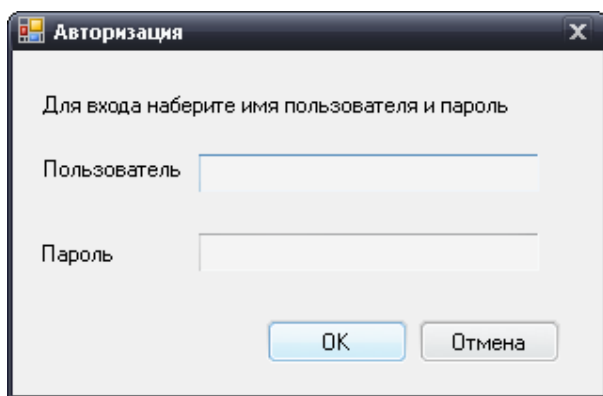 Авторизация
Для входа наберите имя пользователя и пароль
Пользователь
Пароль
OK
Отмена